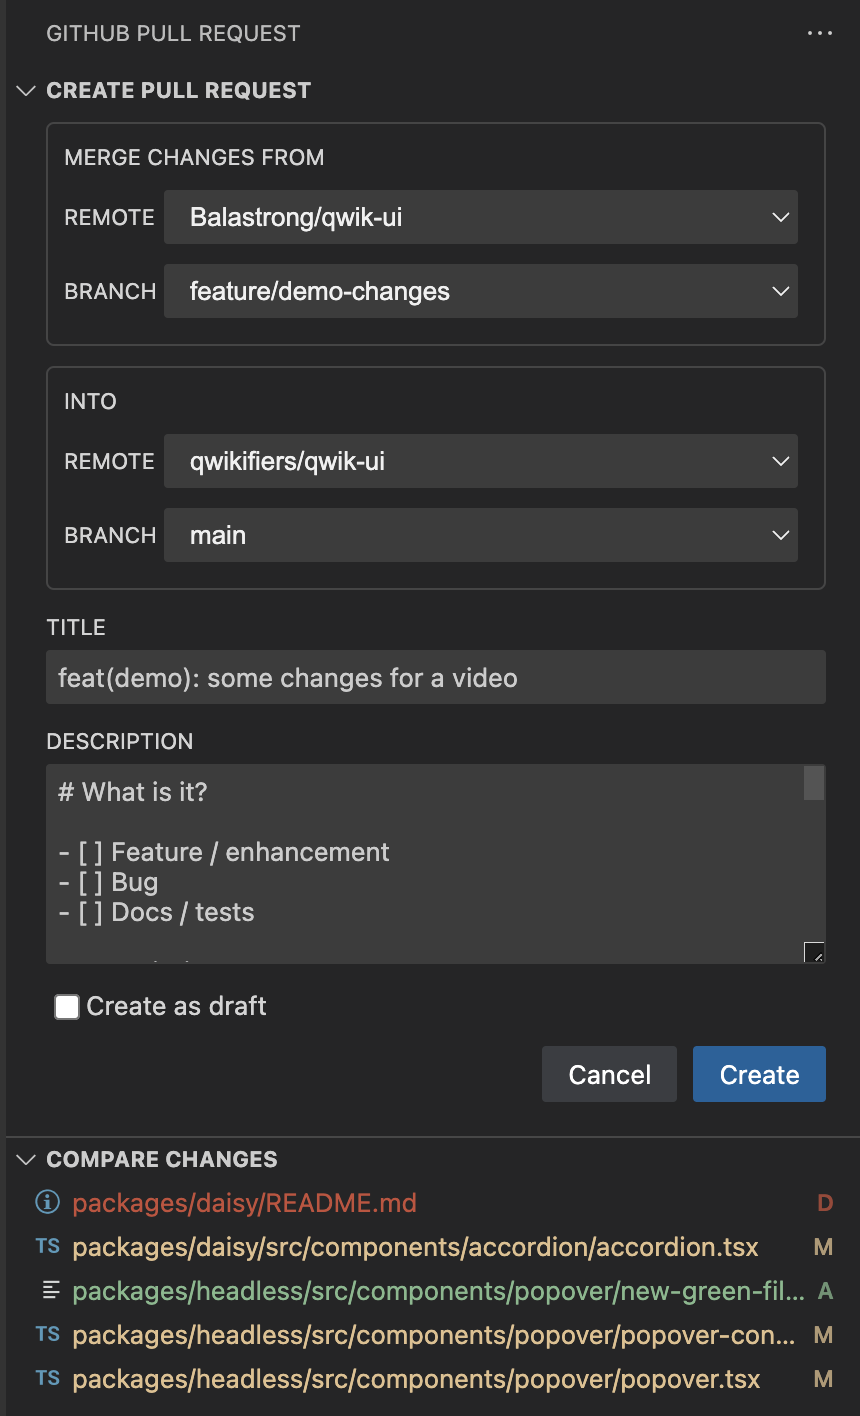 GITHUB PULL REQUEST
CREATE PULL REQUEST
MERGE CHANGES FROM
REMOTE Balastrong/qwik-ui
BRANCH feature/demo-changes
INTO
REMOTE qwikifiers/qwik-ui
BRANCH main
TITLE
feat(demo): some changes for a video
DESCRIPTION
# What is it?
- [ ] Feature / enhancement
- [ ] Bug
- [ ] Docs / tests
Create as draft
Cancel Create
COMPARE CHANGES
packages/daisy/README.md D
TS packages/daisy/src/components/accordion/accordion.tsx M
packages/headless/src/components/popover/new-green-fil... A
TS packages/headless/src/components/popover/popover-con... M
TS packages/headless/src/components/popover/popover.tsx M